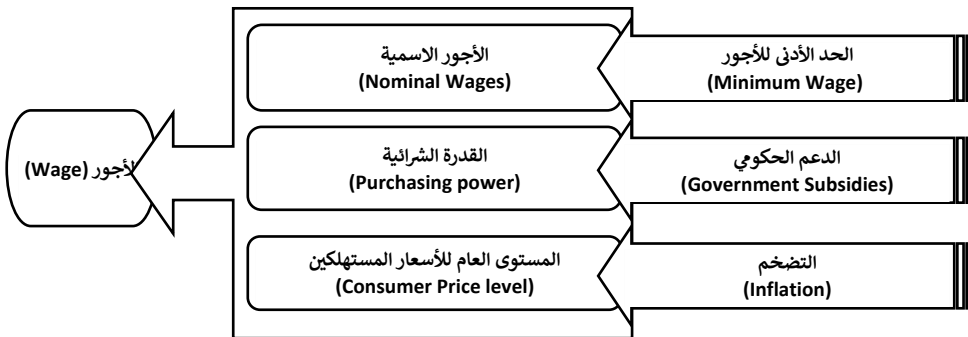 الأجور الاسمية
(Nominal Wages)
الحد الأدنى للأجور
(Minimum Wage)
لأجور (Wage)
القدرة الشرائية
(Purchasing power)
الدعم الحكومي
(Government Subsidies)
المستوى العام للأسعار المستهلكين
(Consumer Price level)
التضخم
(Inflation)